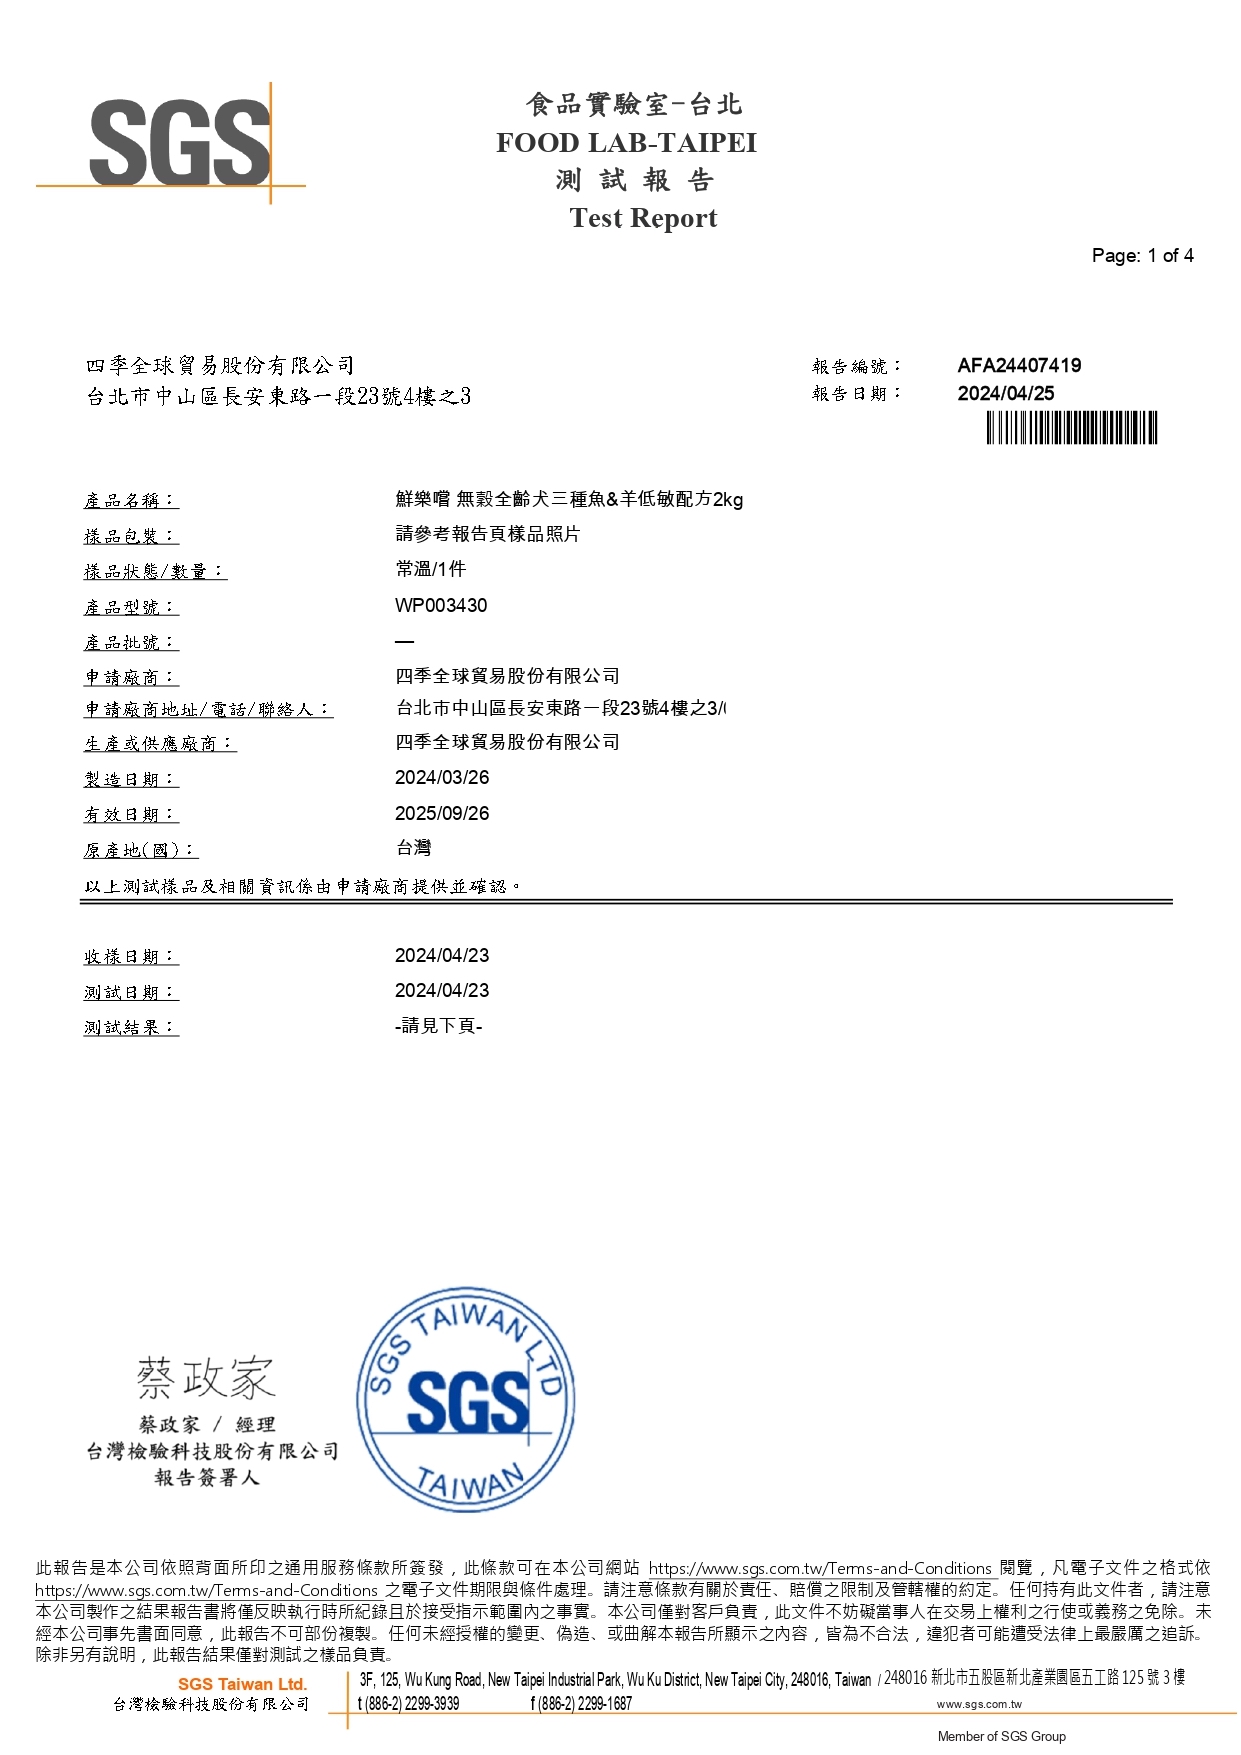 SGS
食品實驗室-台北
FOOD LAB-TAIPEI
測 試 報 告
Test Report
Page: 1 of 4
四季全球貿易股份有限公司
台北市中山區長安東路一段23號4樓之3
報告編號： AFA24407419
報告日期： 2024/04/25
產品名稱： 鮮樂嚐 無穀全齡犬三種魚&羊低敏配方2kg
樣品包裝： 請參考報告頁樣品照片
樣品狀態/數量： 常溫/1件
產品型號： WP003430
產品批號： —
申請廠商： 四季全球貿易股份有限公司
申請廠商地址/電話/聯絡人： 台北市中山區長安東路一段23號4樓之3/
生產或供應廠商： 四季全球貿易股份有限公司
製造日期： 2024/03/26
有效日期： 2025/09/26
原產地(國)： 台灣
以上測試樣品及相關資訊係由申請廠商提供並確認。
收樣日期： 2024/04/23
測試日期： 2024/04/23
測試結果： -請見下頁-
蔡政家
蔡政家 / 經理
台灣檢驗科技股份有限公司
報告簽署人
SGS TAIWAN LTD
SGS
TAIWAN
此報告是本公司依照背面所印之通用服務條款所簽發，此條款可在本公司網站 https://www.sgs.com.tw/Terms-and-Conditions 閱覽，凡電子文件之格式依
https://www.sgs.com.tw/Terms-and-Conditions 之電子文件期限與條件處理。請注意條款有關於責任、賠償之限制及管轄權的約定。任何持有此文件者，請注意
本公司製作之結果報告書將僅反映執行時所紀錄且於接受指示範圍內之事實。本公司僅對客戶負責，此文件不妨礙當事人在交易上權利之行使或義務之免除。未
經本公司事先書面同意，此報告不可部份複製。任何未經授權的變更、偽造、或曲解本報告所顯示之內容，皆為不合法，違犯者可能遭受法律上最嚴厲之追訴。
除非另有說明，此報告結果僅對測試之樣品負責。
SGS Taiwan Ltd.
台灣檢驗科技股份有限公司
3F, 125, Wu Kung Road, New Taipei Industrial Park, Wu Ku District, New Taipei City, 248016, Taiwan / 248016 新北市五股區新北產業園區五工路 125 號 3 樓
t (886-2) 2299-3939 f (886-2) 2299-1687 www.sgs.com.tw
Member of SGS Group